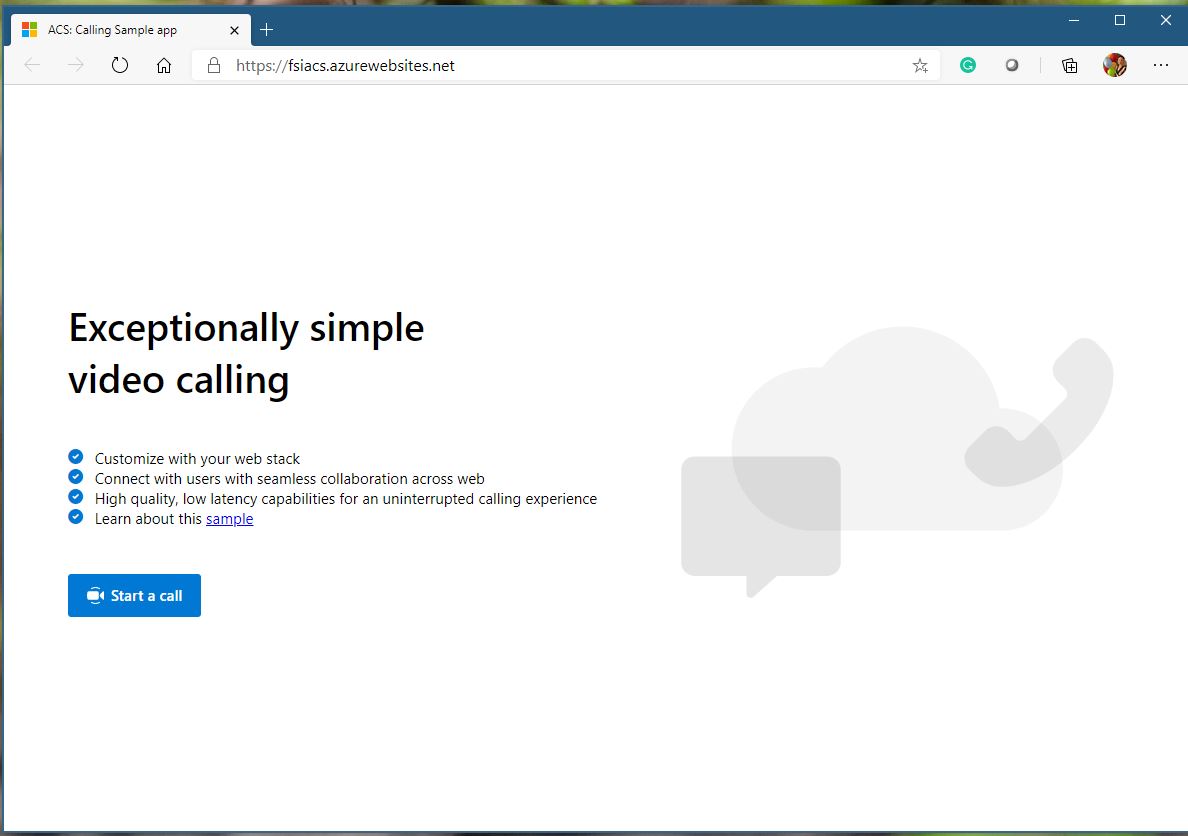 ACS: Calling Sample app
https://fsiacs.azurewebsites.net
G
Exceptionally simple
video calling
Customize with your web stack
Connect with users with seamless collaboration across web
High quality, low latency capabilities for an uninterrupted calling experience
Learn about this sample
Start a call